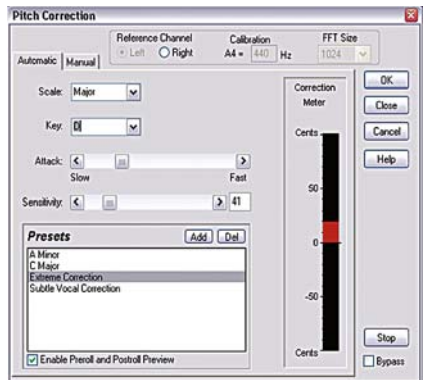 Pitch Correction
Reference Channel
Left Right
Calibration
A4 = 440 Hz
FFT Size
1024
Automatic Manual
Scale: Major
Key: D
Attack:
Slow Fast
Sensitivity: 41
Presets Add Del
A Minor
C Major
Extreme Correction
Subtle Vocal Correction
Enable Preroll and Postroll Preview
Correction
Meter
Cents
50
0
-50
Cents
OK
Close
Cancel
Help
Stop
Bypass